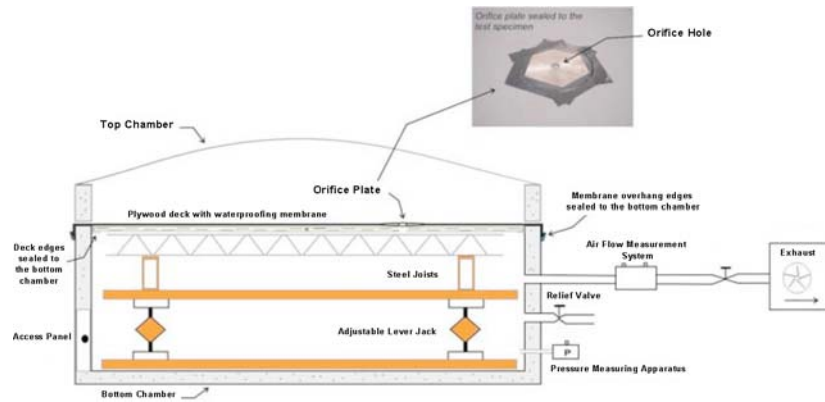 Orifice plate sealed to the
test specimen
Orifice Hole
Top Chamber
Orifice Plate
Plywood deck with waterproofing membrane
Membrane overhang edges
sealed to the bottom chamber
Deck edges
sealed to
the bottom
chamber
Air Flow Measurement
System
Exhaust
Steel Joists
Relief Valve
Access Panel
Adjustable Lever Jack
P
Pressure Measuring Apparatus
Bottom Chamber